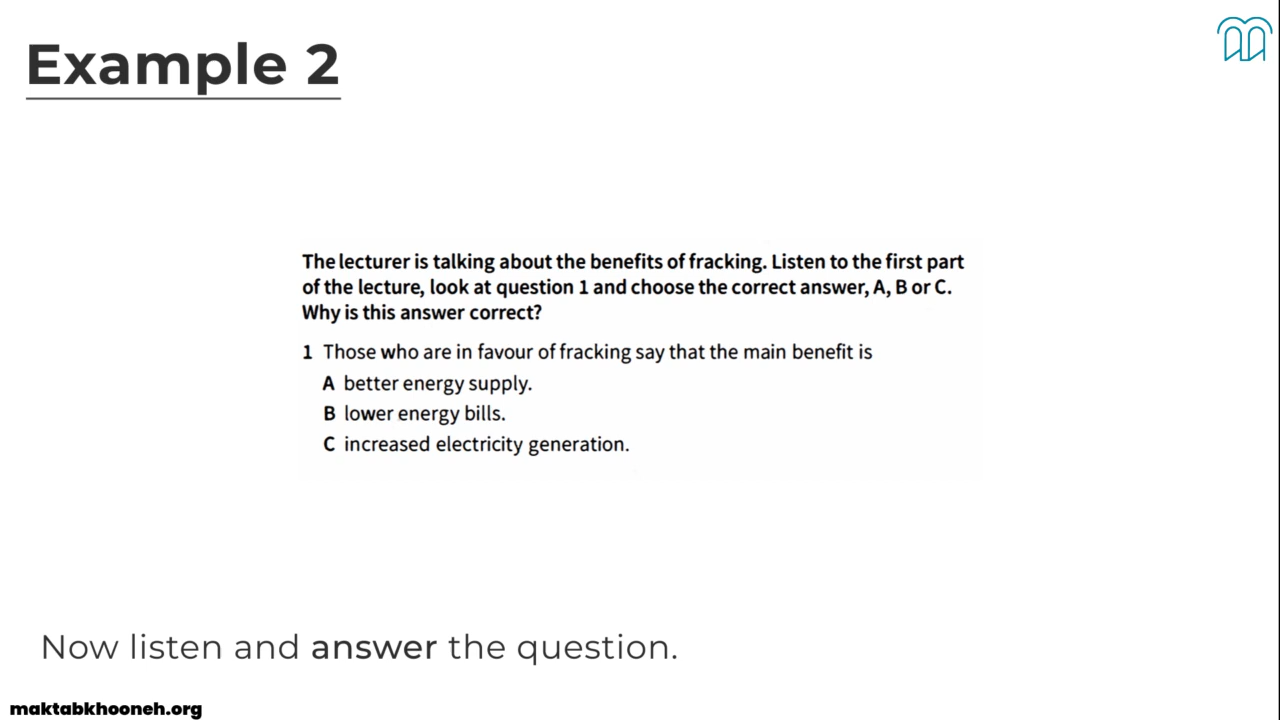 Example 2
The lecturer is talking about the benefits of fracking. Listen to the first part
of the lecture, look at question 1 and choose the correct answer, A, B or C.
Why is this answer correct?
1 Those who are in favour of fracking say that the main benefit is
A better energy supply.
B lower energy bills.
C increased electricity generation.
Now listen and answer the question.
maktabkhooneh.org